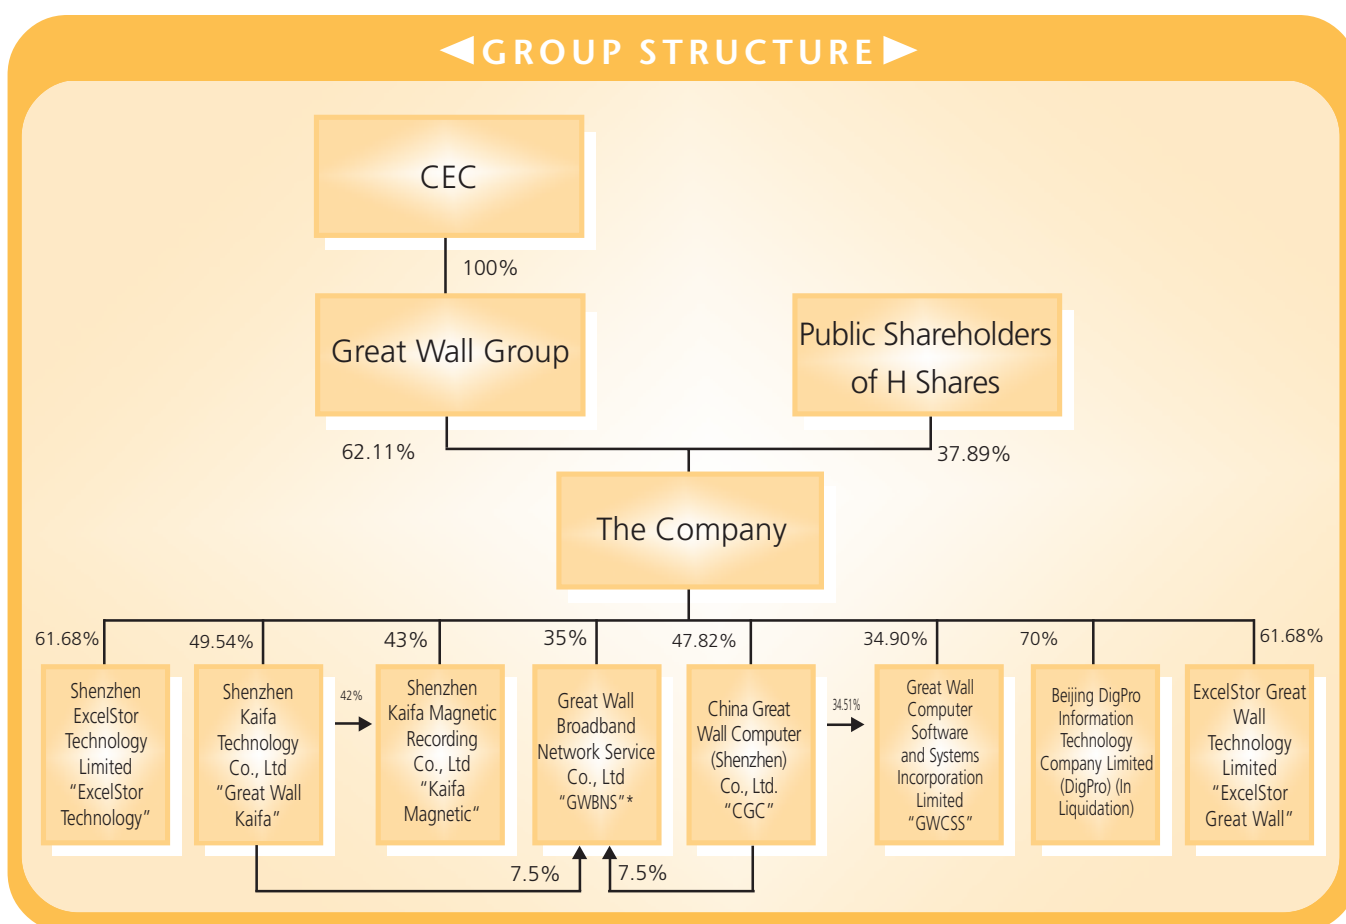 GROUP STRUCTURE
CEC
100%
Great Wall Group
Public Shareholders
of H Shares
62.11%
37.89%
The Company
61.68%
49.54%
43%
35%
47.82%
34.90%
70%
61.68%
Shenzhen
ExcelStor
Technology
Limited
"ExcelStor
Technology"
Shenzhen
Kaifa
Technology
Co., Ltd
"Great Wall
Kaifa"
42%
Shenzhen
Kaifa Magnetic
Recording
Co., Ltd
"Kaifa
Magnetic"
Great Wall
Broadband
Network Service
Co., Ltd
"GWBNS"*
China Great
Wall Computer
(Shenzhen)
Co., Ltd.
"CGC"
34.51%
Great Wall
Computer
Software
and Systems
Incorporation
Limited
"GWCSS"
Beijing DigPro
Information
Technology
Company Limited
(DigPro) (In
Liquidation)
ExcelStor Great
Wall
Technology
Limited
"ExcelStor
Great Wall"
7.5%
7.5%